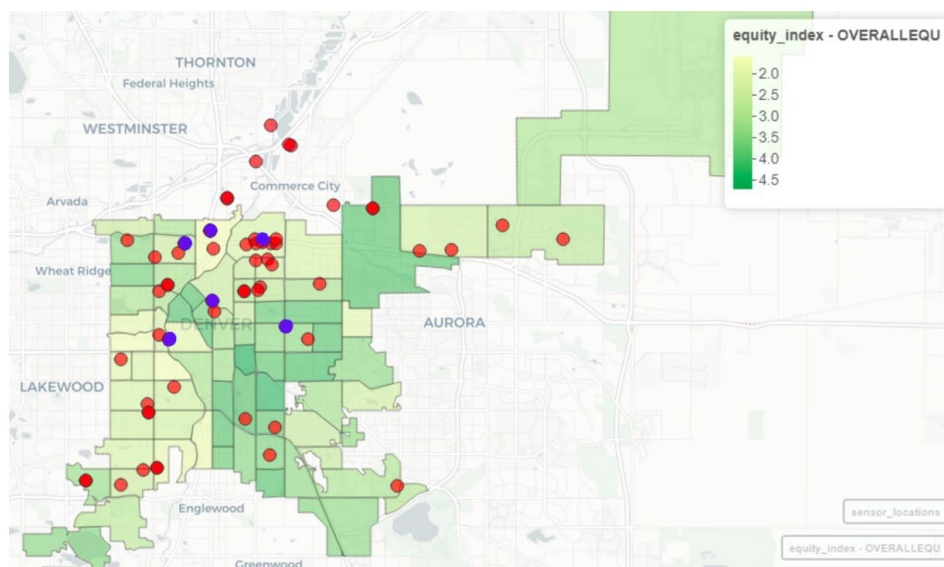 equity_index - OVERALLEQU
2.0
2.5
3.0
3.5
4.0
4.5
THORNTON
Federal Heights
WESTMINSTER
Commerce City
Arvada
Wheat Ridge
DENVER
AURORA
LAKEWOOD
Englewood
Greenwood
sensor_locations
equity_index - OVERALLEQU